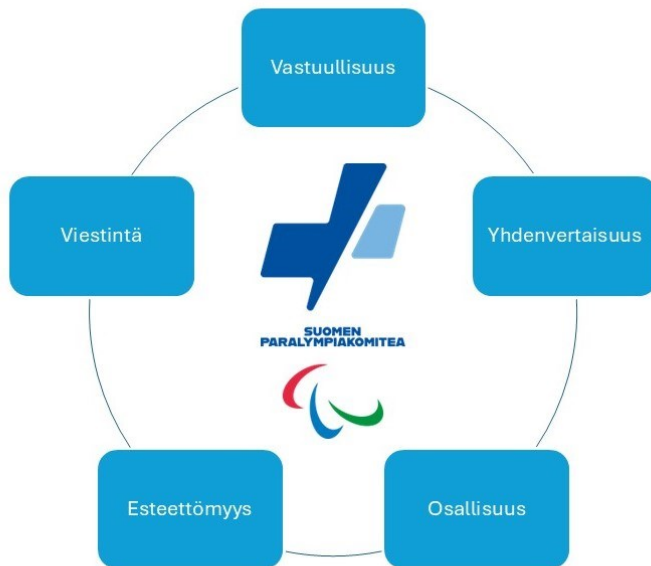 Vastuullisuus
Viestintä
Yhdenvertaisuus
SUOMEN
PARALYMPIAKOMITEA
Esteettömyys
Osallisuus